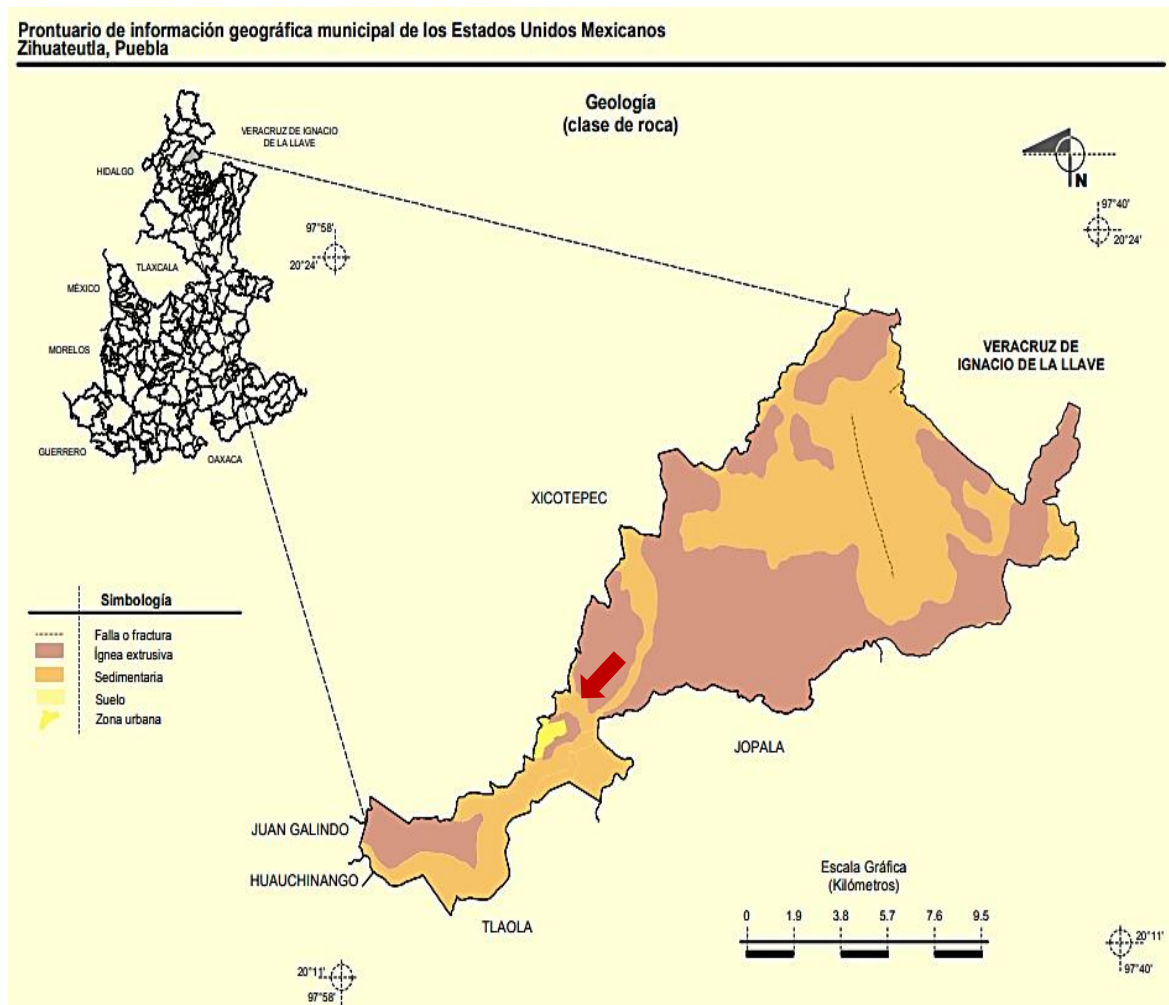 Prontuario de información geográfica municipal de los Estados Unidos Mexicanos
Zihuateutla, Puebla
Geología
(clase de roca)
VERACRUZ DE IGNACIO
DE LA LLAVE
HIDALGO
TLAXCALA
MÉXICO
MORELOS
GUERRERO
OAXACA
N
97°58'
20°24'
97°40'
20°24'
VERACRUZ DE
IGNACIO DE LA LLAVE
XICOTEPEC
JOPALA
JUAN GALINDO
HUAUCHINANGO
TLAOLA
Simbología
Falla o fractura
Ígnea extrusiva
Sedimentaria
Suelo
Zona urbana
Escala Gráfica
(Kilómetros)
0 1.9 3.8 5.7 7.6 9.5
20°11'
97°58'
20°11'
97°40'